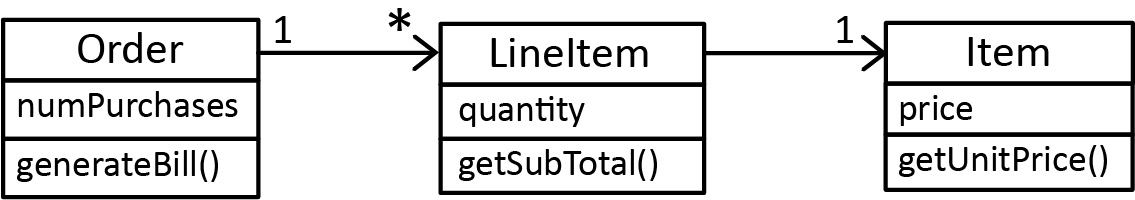 Order
numPurchases
generateBill()
1
*
LineItem
quantity
getSubTotal()
1
Item
price
getUnitPrice()